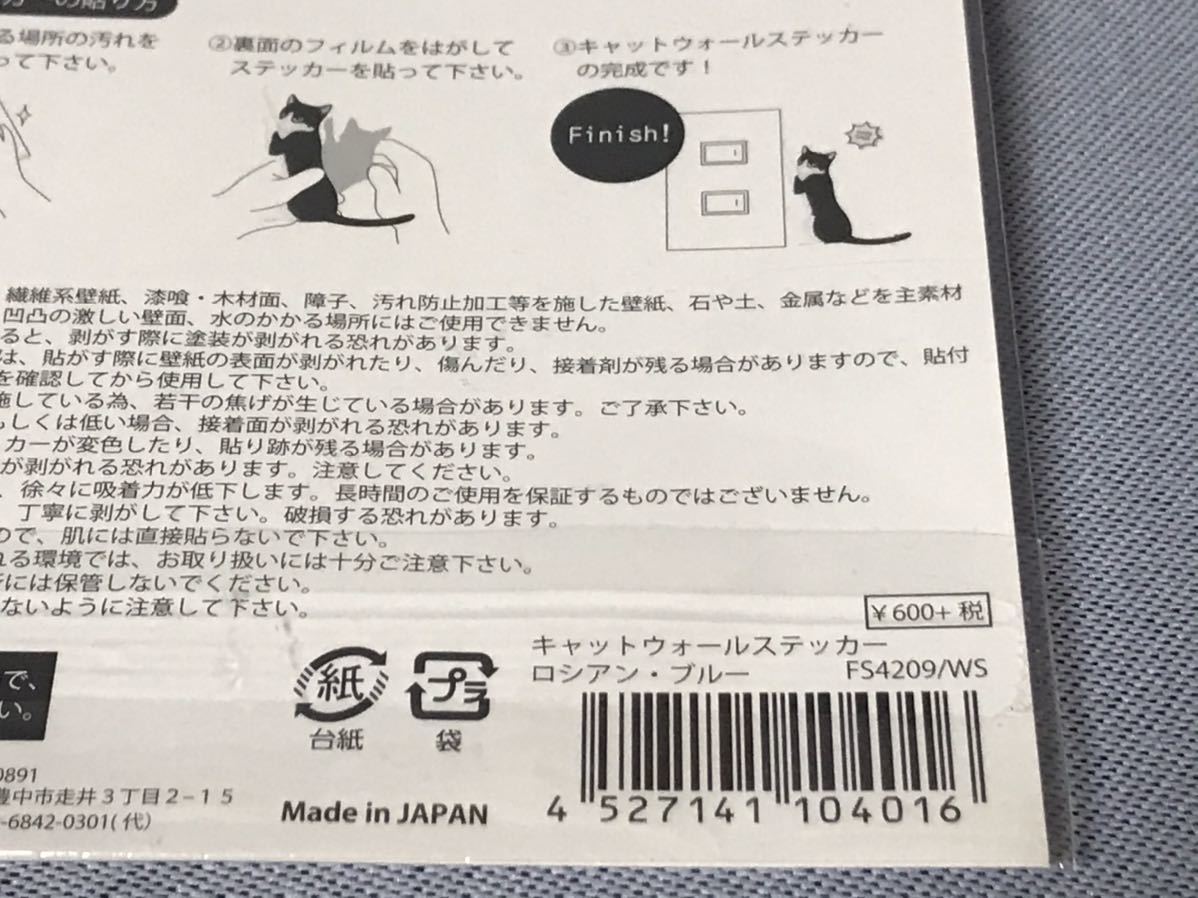 カーの貼り方
る場所の汚れを
って下さい。
②裏面のフィルムをはがして
ステッカーを貼って下さい。
③キャットウォールステッカー
の完成です！
Finish!
繊維系壁紙、漆喰・木材面、障子、汚れ防止加工等を施した壁紙、石や土、金属などを主素材
凹凸の激しい壁面、水のかかる場所にはご使用できません。
ると、剥がす際に塗装が剥がれる恐れがあります。
は、貼がす際に壁紙の表面が剥がれたり、傷んだり、接着剤が残る場合がありますので、貼付
を確認してから使用して下さい。
施している為、若干の焦げが生じている場合があります。ご了承下さい。
もしくは低い場合、接着面が剥がれる恐れがあります。
カーが変色したり、貼り跡が残る場合があります。
が剥がれる恐れがあります。注意してください。
、徐々に吸着力が低下します。長時間のご使用を保証するものではございません。
丁寧に剥がして下さい。破損する恐れがあります。
ので、肌には直接貼らないで下さい。
れる環境では、お取り扱いには十分ご注意下さい。
所には保管しないでください。
ないように注意して下さい。
¥600+税
キャットウォールステッカー
ロシアン・ブルー FS4209/WS
で、
い。
紙
台紙
プラ
袋
0891
豊中市走井3丁目2-15
-6842-0301(代)
Made in JAPAN
4 527141 104016